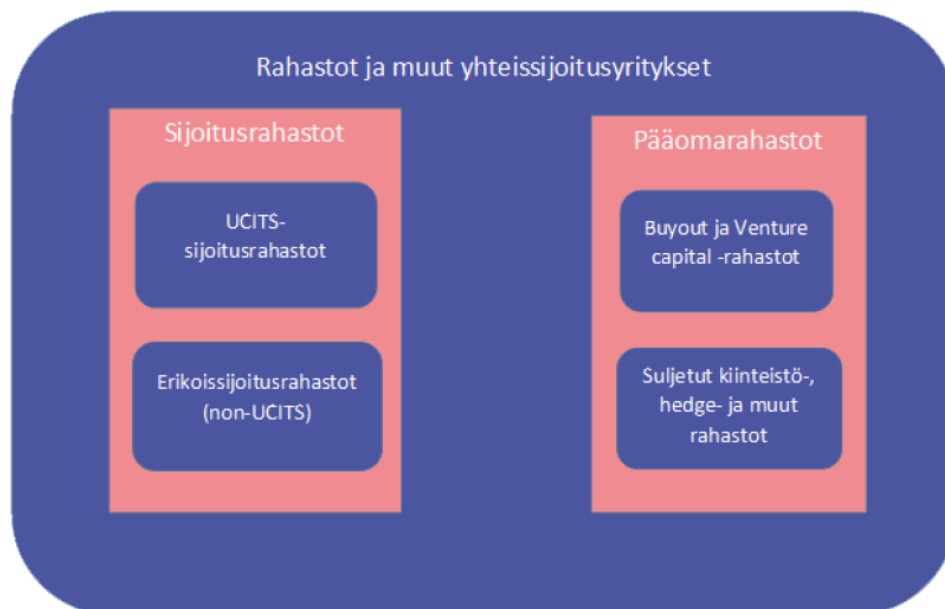 Rahastot ja muut yhteissijoitusyritykset
Sijoitusrahastot
UCITS-
sijoitusrahastot
Erikoissijoitusrahastot
(non-UCITS)
Pääomarahastot
Buyout ja Venture
capital -rahastot
Suljetut kiinteistö-,
hedge- ja muut
rahastot